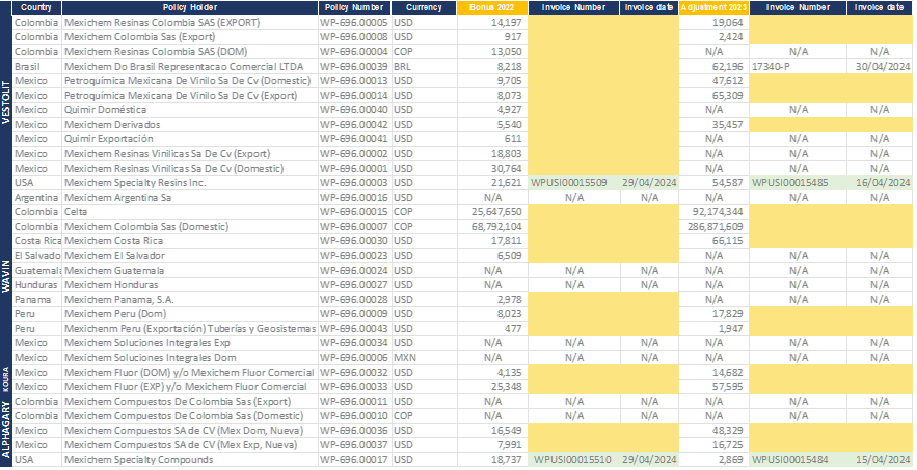 Country Policy Holder Policy Number Currency Bonus 2022 Invoice Number Invoice date Adjustment 2023 Invoice Number Invoice date
VESTOLIT
Colombia Mexichem Resinas Colombia SAS (EXPORT) WP-696.00005 USD 14,197 19,064
Colombia Mexichem Colombia Sas (Export) WP-696.00008 USD 917 2,424
Colombia Mexichem Resinas Colombia SAS (DOM) WP-696.00004 COP 13,050 N/A N/A N/A
Brasil Mexichem Do Brasil Representacao Comercial LTDA WP-696.00039 BRL 8,218 62,196 17340-P 30/04/2024
Mexico Petroquímica Mexicana De Vinilo Sa De Cv (Domestic) WP-696.00013 USD 9,705 47,612
Mexico Petroquímica Mexicana De Vinilo Sa De Cv (Export) WP-696.00014 USD 8,073 65,309
Mexico Quimir Doméstica WP-696.00040 USD 4,927 N/A N/A N/A
Mexico Mexichem Derivados WP-696.00042 USD 5,540 35,457
Mexico Quimir Exportación WP-696.00041 USD 611 N/A N/A N/A
Mexico Mexichem Resinas Vinilicas Sa De Cv (Export) WP-696.00002 USD 18,803 N/A N/A N/A
Mexico Mexichem Resinas Vinilicas Sa De Cv (Domestic) WP-696.00001 USD 30,764 N/A N/A N/A
USA Mexichem Specialty Resins Inc. WP-696.00003 USD 21,621 WPUSI00015509 29/04/2024 54,587 WPUSI00015485 16/04/2024
WAVIN
Argentina Mexichem Argentina Sa WP-696.00016 USD N/A N/A N/A N/A N/A N/A
Colombia Celta WP-696.00015 COP 25,647,650 92,174,344
Colombia Mexichem Colombia Sas (Domestic) WP-696.00007 COP 68,792,104 286,871,609
Costa Rica Mexichem Costa Rica WP-696.00030 USD 17,811 66,115
El Salvado Mexichem El Salvador WP-696.00023 USD 6,509 N/A N/A N/A
Guatemala Mexichem Guatemala WP-696.00024 USD N/A N/A N/A N/A N/A N/A
Hunduras Mexichem Honduras WP-696.00027 USD N/A N/A N/A N/A N/A N/A
Panama Mexichem Panama, S.A. WP-696.00028 USD 2,978 N/A N/A N/A
Peru Mexichem Peru (Dom) WP-696.00009 USD 8,023 17,829
Peru Mexichenm Peru (Exportación) Tuberías y Geosistemas WP-696.00043 USD 477 1,947
Mexico Mexichem Soluciones Integrales Exp WP-696.00034 USD N/A N/A N/A N/A N/A N/A
Mexico Mexichem Soluciones Integrales Dom WP-696.00006 MXN N/A N/A N/A N/A N/A N/A
KOURA
Mexico Mexichem Fluor (DOM) y/o Mexichem Fluor Comercial WP-696.00032 USD 4,135 14,682
Mexico Mexichem Fluor (EXP) y/o Mexichem Fluor Comercial WP-696.00033 USD 25,348 57,595
ALPHAGARY
Colombia Mexichem Compuestos De Colombia Sas (Export) WP-696.00011 USD N/A N/A N/A N/A N/A N/A
Colombia Mexichem Compuestos De Colombia Sas (Domestic) WP-696.00010 COP N/A N/A N/A N/A N/A N/A
Mexico Mexichem Compuestos SA de CV (Mex Dom, Nueva) WP-696.00036 USD 16,549 48,329
Mexico Mexichem Compuestos SA de CV (Mex Exp, Nueva) WP-696.00037 USD 7,991 16,725
USA Mexichem Specialty Compounds WP-696.00017 USD 18,737 WPUSI00015510 29/04/2024 2,869 WPUSI00015484 15/04/2024